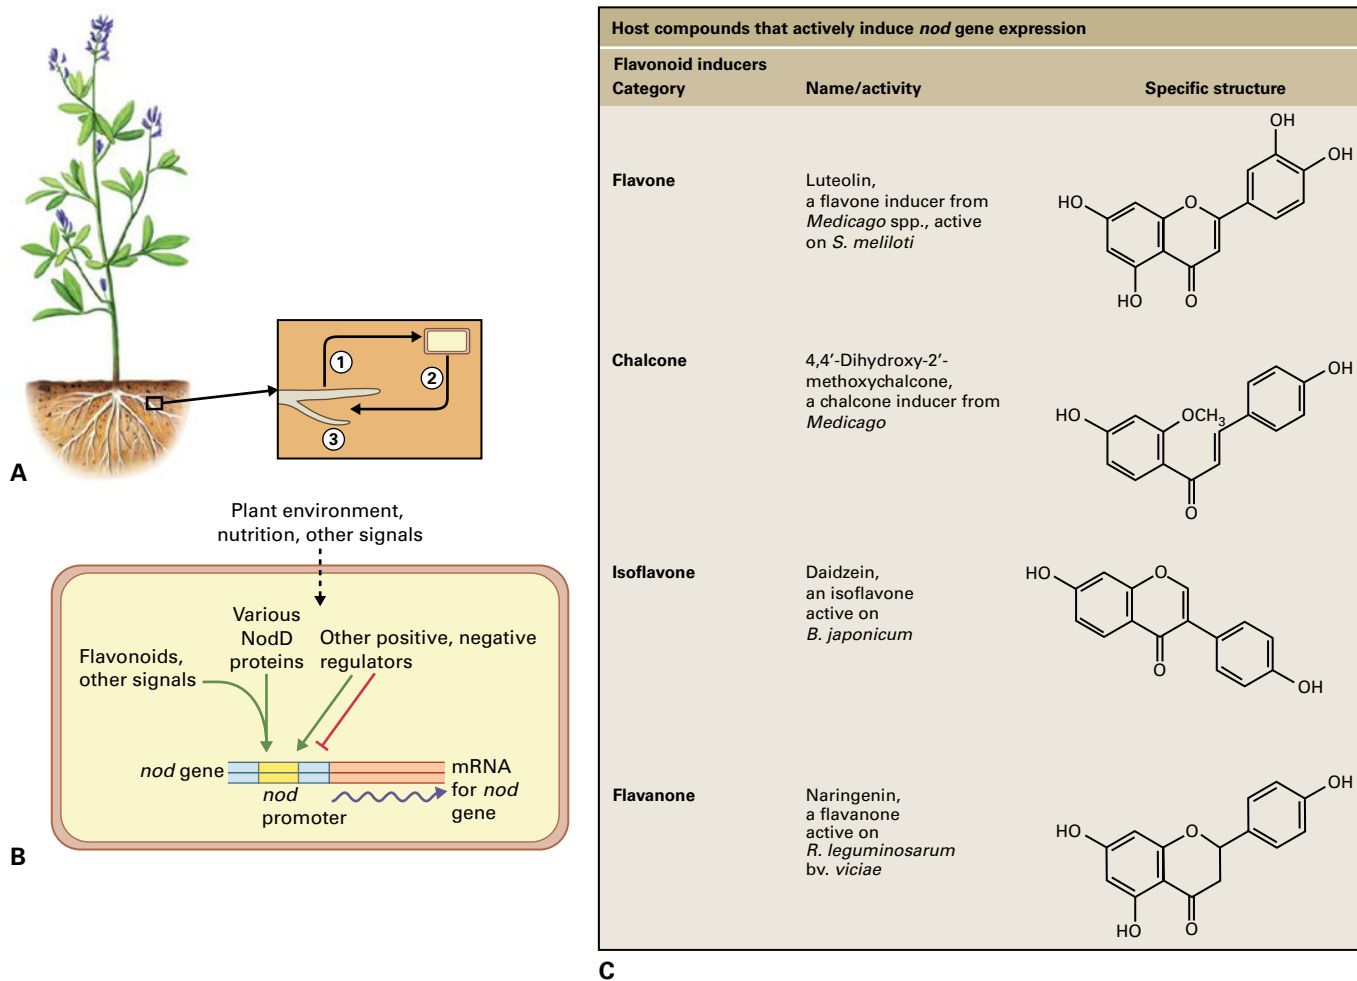 A
1
2
3
Plant environment,
nutrition, other signals
Various
NodD
proteins
Other positive, negative
regulators
Flavonoids,
other signals
nod gene
nod
promoter
mRNA
for nod
gene
B
Host compounds that actively induce nod gene expression
Flavonoid inducers
Category Name/activity Specific structure
Flavone
Luteolin,
a flavone inducer from
Medicago spp., active
on S. meliloti
OH
OH
HO
O
HO
O
Chalcone
4,4′-Dihydroxy-2′-
methoxychalcone,
a chalcone inducer from
Medicago
OH
HO
OCH3
O
Isoflavone
Daidzein,
an isoflavone
active on
B. japonicum
HO
O
O
OH
Flavanone
Naringenin,
a flavanone
active on
R. leguminosarum
bv. viciae
OH
HO
O
HO
O
C